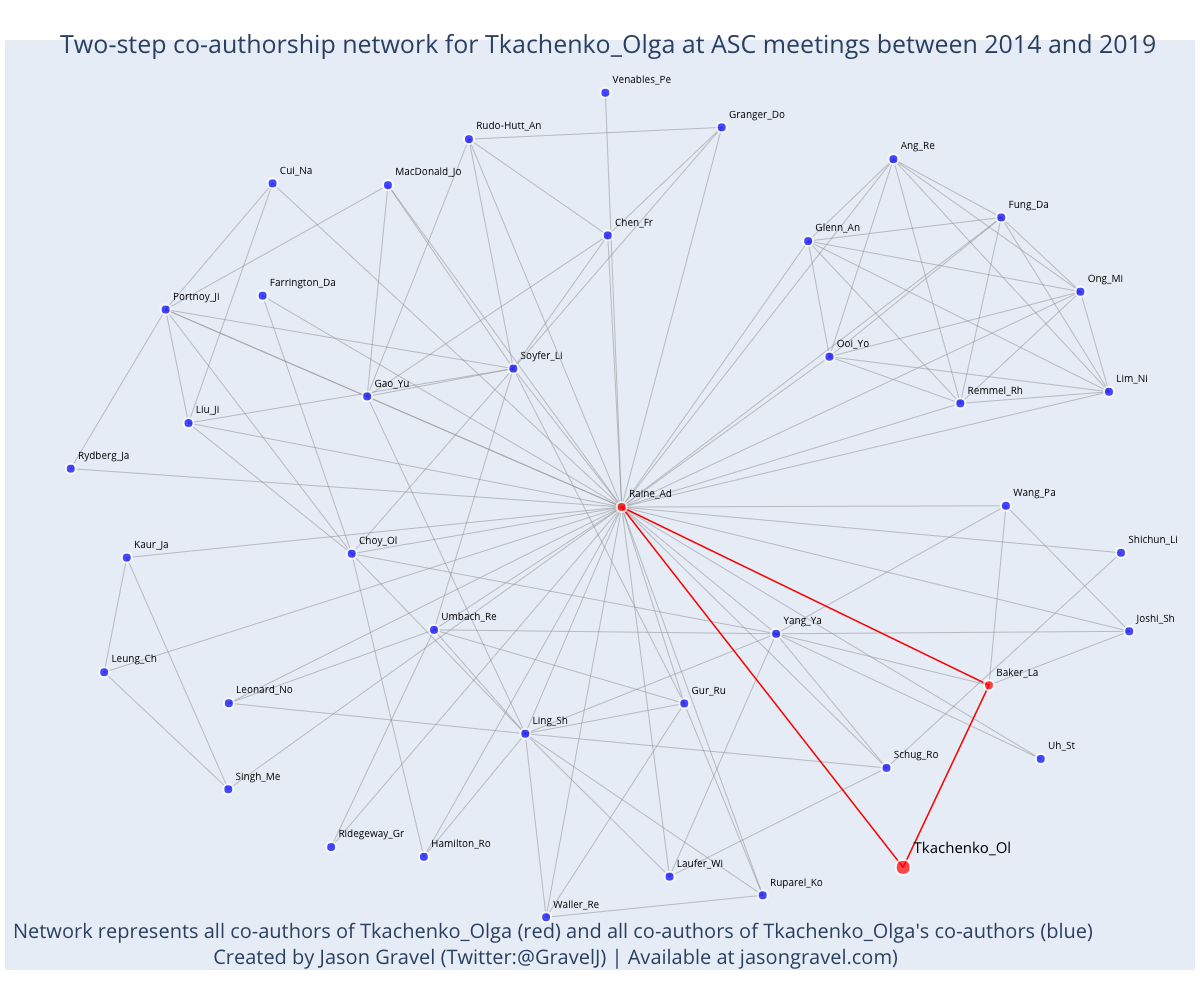 Two-step co-authorship network for Tkachenko_Olga at ASC meetings between 2014 and 2019
Venables_Pe
Granger_Do
Rudo-Hutt_An
Ang_Re
Cui_Na
MacDonald_Jo
Fung_Da
Chen_Fr
Glenn_An
Farrington_Da
Ong_Mi
Portnoy_Ji
Ooi_Yo
Soyfer_Li
Lim_Ni
Gao_Yu
Remmel_Rh
Liu_Ji
Rydberg_Ja
Raine_Ad
Wang_Pa
Choy_Ol
Shichun_Li
Kaur_Ja
Umbach_Re
Yang_Ya
Joshi_Sh
Leung_Ch
Baker_La
Leonard_No
Gur_Ru
Ling_Sh
Uh_St
Schug_Ro
Singh_Me
Ridegeway_Gr
Hamilton_Ro
Tkachenko_Ol
Laufer_Wi
Ruparel_Ko
Waller_Re
Network represents all co-authors of Tkachenko_Olga (red) and all co-authors of Tkachenko_Olga's co-authors (blue)
Created by Jason Gravel (Twitter:@GravelJ) | Available at jasongravel.com)